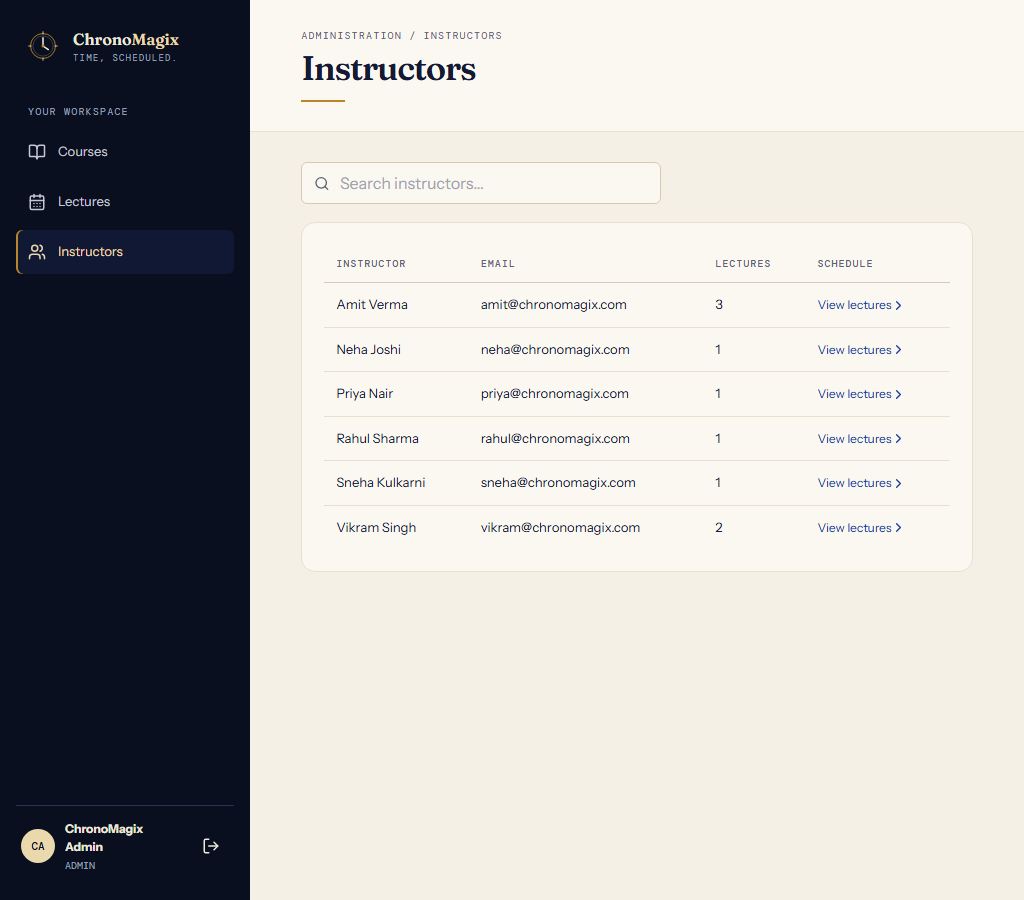 ChronoMagix
TIME, SCHEDULED.
YOUR WORKSPACE
Courses
Lectures
Instructors
ChronoMagix
Admin
CA
ADMIN
ADMINISTRATION / INSTRUCTORS
Instructors
Search instructors...
INSTRUCTOR EMAIL LECTURES SCHEDULE
Amit Verma amit@chronomagix.com 3 View lectures
Neha Joshi neha@chronomagix.com 1 View lectures
Priya Nair priya@chronomagix.com 1 View lectures
Rahul Sharma rahul@chronomagix.com 1 View lectures
Sneha Kulkarni sneha@chronomagix.com 1 View lectures
Vikram Singh vikram@chronomagix.com 2 View lectures